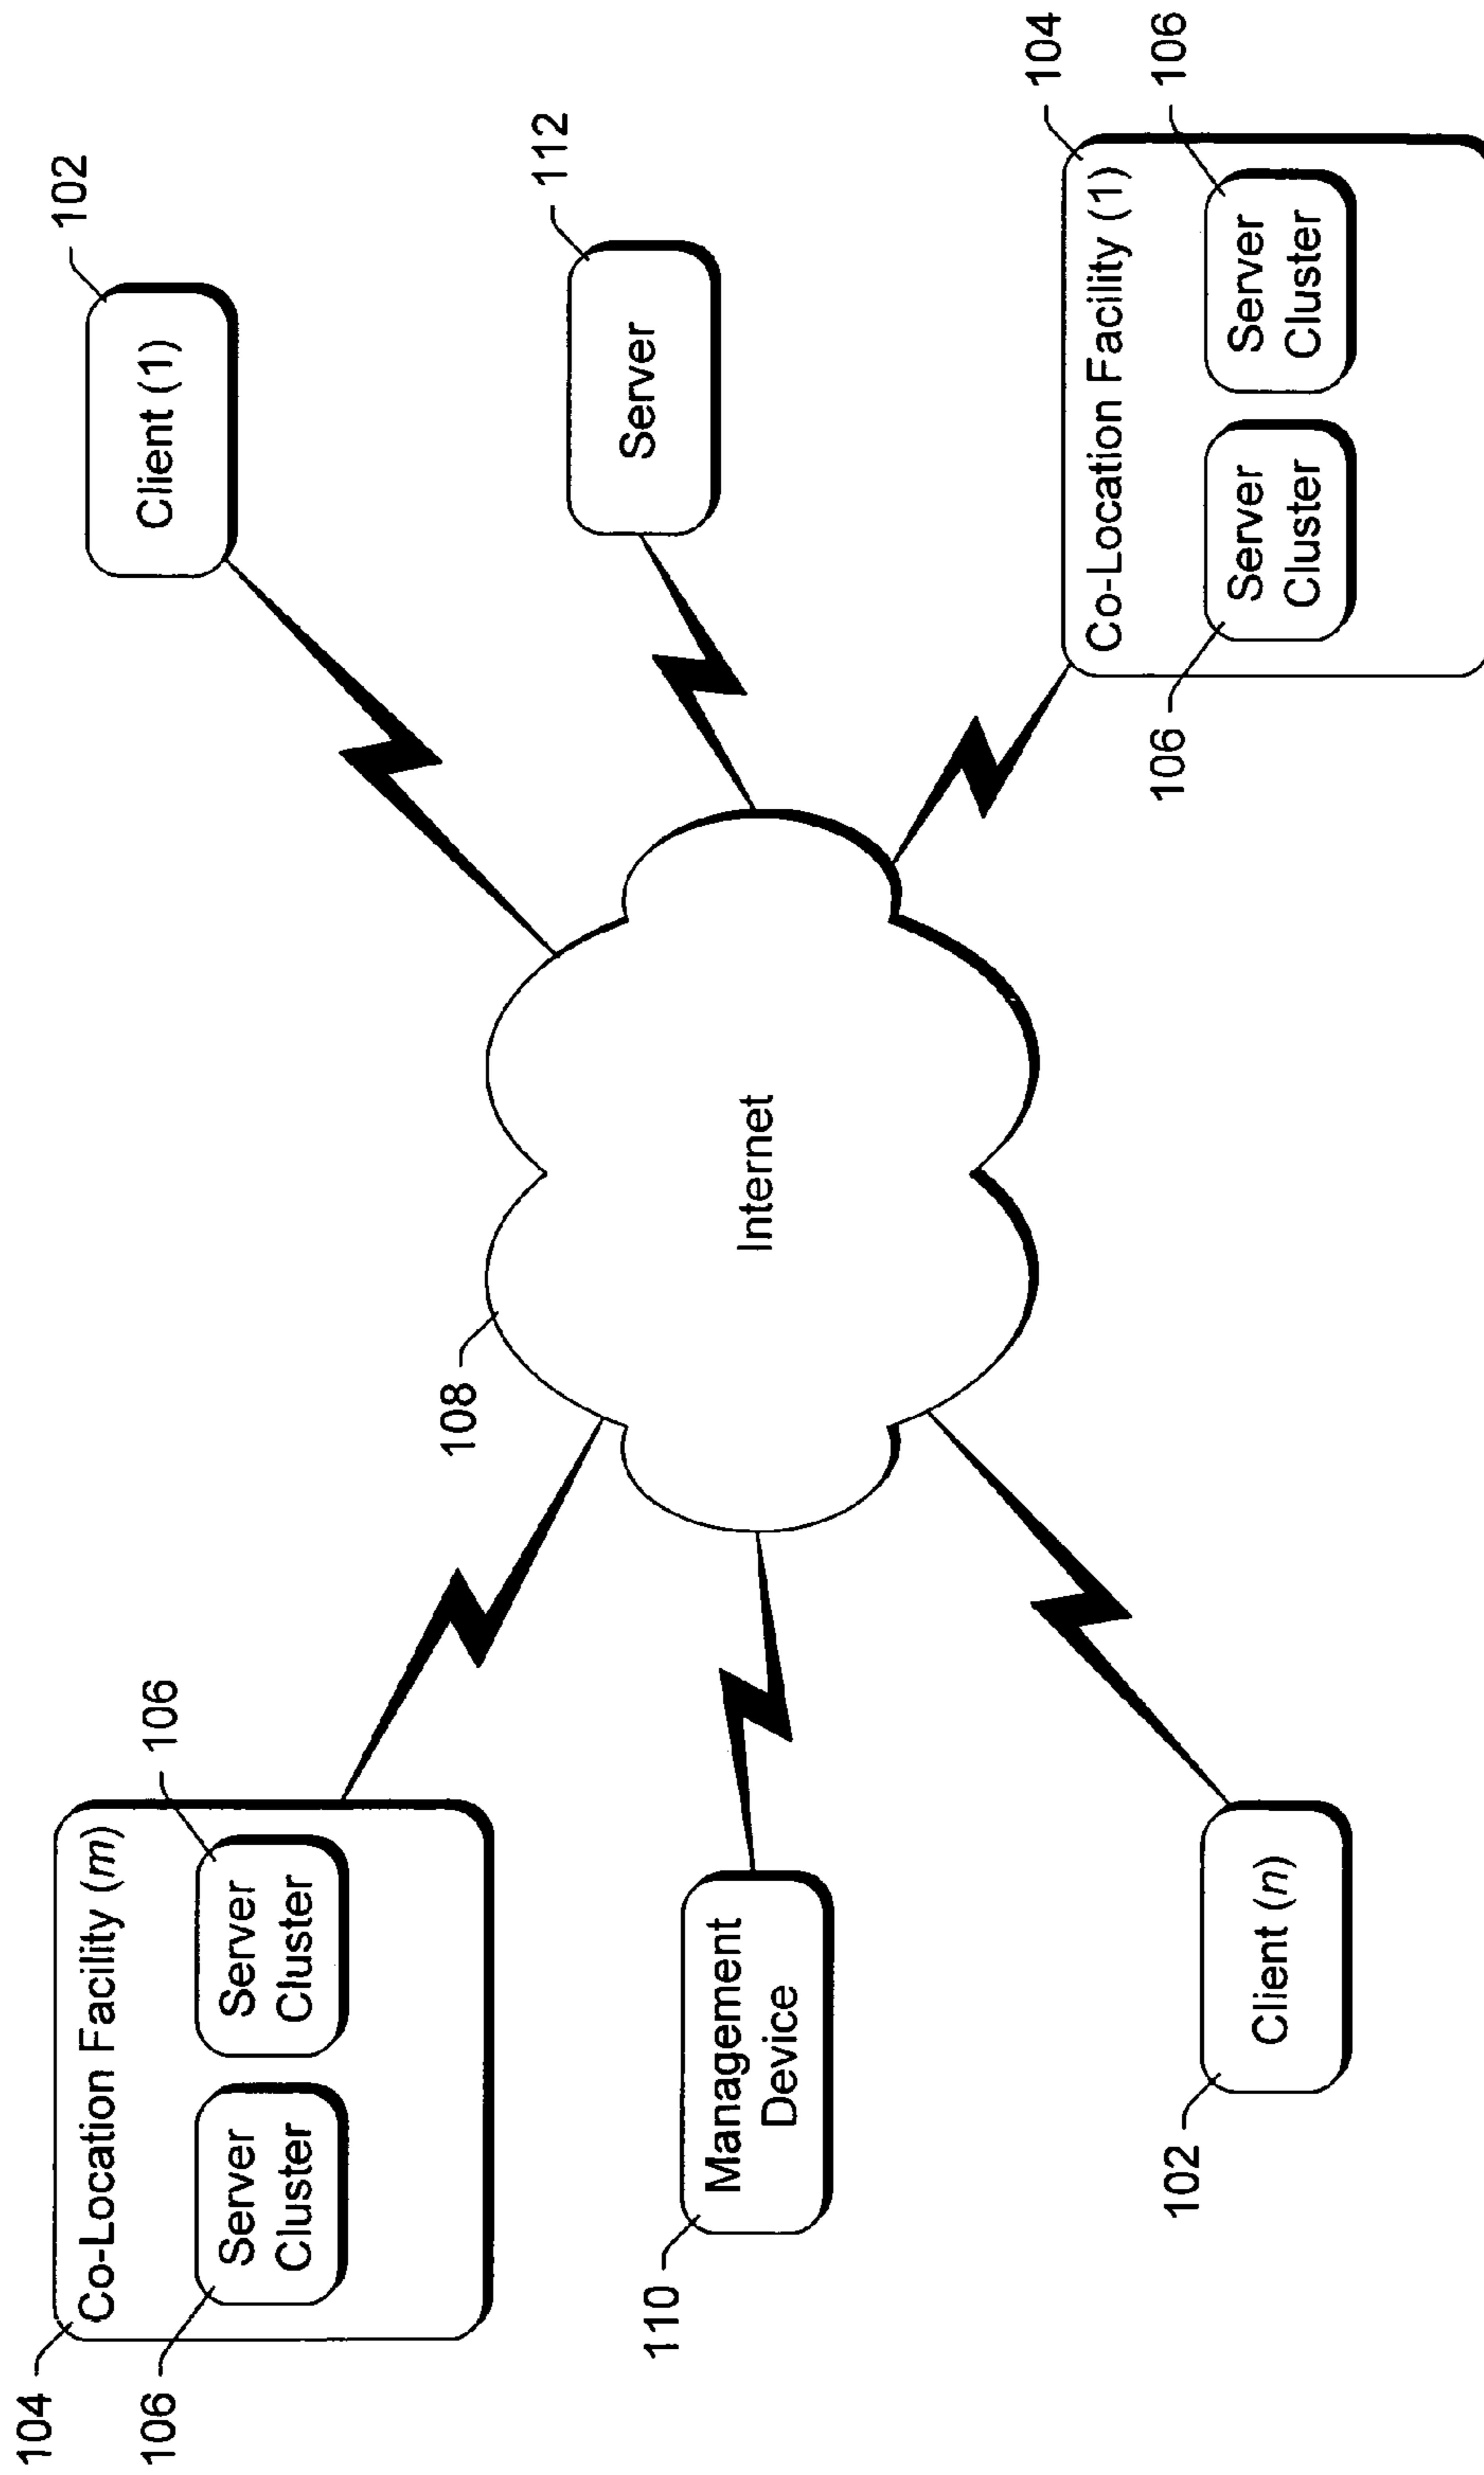 104
Co-Location Facility (m)
106
Server
Cluster
106
Server
Cluster
102
Client (1)
108
Internet
112
Server
110
Management
Device
102
Client (n)
104
Co-Location Facility (1)
106
Server
Cluster
106
Server
Cluster